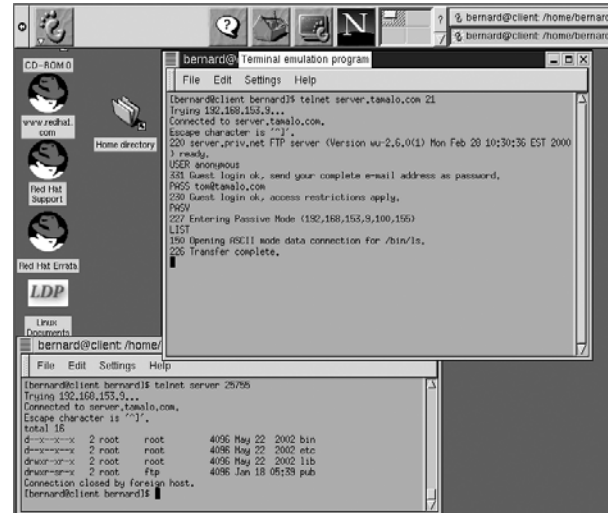 ? bernard@client: /home/bernard
bernard@client: /home/bernard
CD-ROM 0
www.redhat.
com
Home directory
Red Hat
Support
Red Hat Errata
LDP
Linux
Documents
bernard@ Terminal emulation program
File Edit Settings Help
[bernard@client bernard]$ telnet server.tamalo.com 21
Trying 192.168.153.9...
Connected to server.tamalo.com.
Escape character is '^]'.
220 server.priv.net FTP server (Version wu-2.6.0(1) Mon Feb 28 10:30:36 EST 2000
) ready.
USER anonymous
331 Guest login ok, send your complete e-mail address as password.
PASS tom@tamalo.com
230 Guest login ok, access restrictions apply.
PASV
227 Entering Passive Mode (192,168,153,9,100,155)
LIST
150 Opening ASCII mode data connection for /bin/ls.
226 Transfer complete.
bernard@client: /home/
File Edit Settings Help
[bernard@client bernard]$ telnet server 25755
Trying 192.168.153.9...
Connected to server.tamalo.com.
Escape character is '^]'.
total 16
d--x--x--x 2 root root 4096 May 22 2002 bin
d--x--x--x 2 root root 4096 May 22 2002 etc
drwxr-xr-x 2 root root 4096 May 22 2002 lib
drwxr-sr-x 2 root ftp 4096 Jan 18 05:39 pub
Connection closed by foreign host.
[bernard@client bernard]$